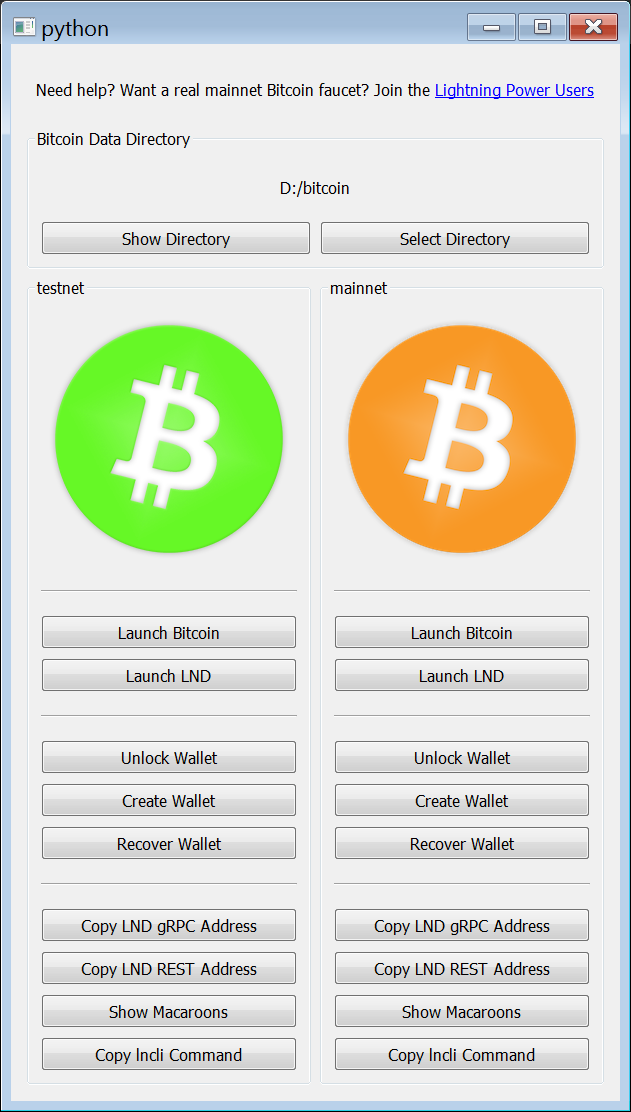 python
Need help? Want a real mainnet Bitcoin faucet? Join the Lightning Power Users
Bitcoin Data Directory
D:/bitcoin
Show Directory
Select Directory
testnet
Launch Bitcoin
Launch LND
Unlock Wallet
Create Wallet
Recover Wallet
Copy LND gRPC Address
Copy LND REST Address
Show Macaroons
Copy lncli Command
mainnet
Launch Bitcoin
Launch LND
Unlock Wallet
Create Wallet
Recover Wallet
Copy LND gRPC Address
Copy LND REST Address
Show Macaroons
Copy lncli Command